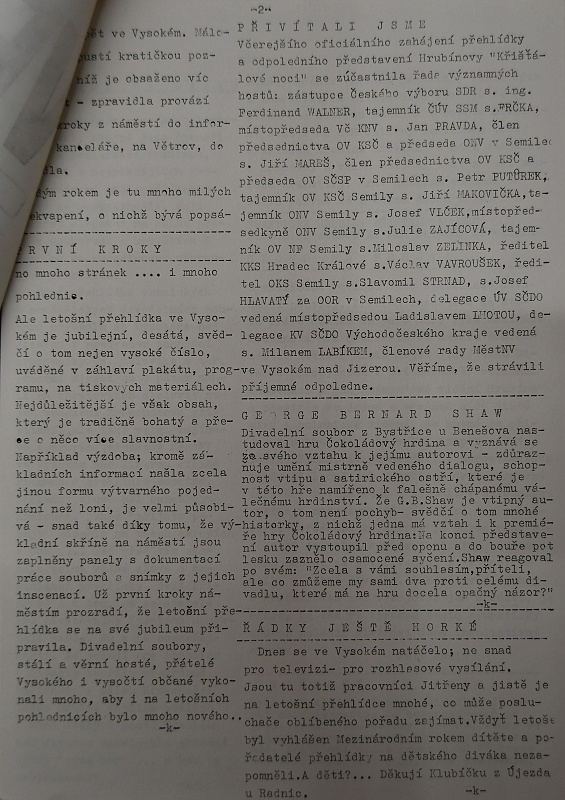 -2-
ět ve Vysokém. Málo-
pustí kratičkou poz-
níž je obsaženo víc
- zpravidla provází
kroky z náměstí do infor-
kanceláře, na Větrov, do
dla.
ým rokem je tu mnoho milých
ekvapení, o nichž bývá popsá-
PRVNÍ KROKY
no mnoho stránek .... i mnoho
pohlednic.
Ale letošní přehlídka ve Vyso-
kém je jubilejní, desátá, svěd-
čí o tom nejen vysoké číslo,
uváděné v záhlaví plakátu, prog-
ramu, na tiskových materiálech.
Nejdůležitější je však obsah,
který je tradičně bohatý a pře-
ce o něco více slavnostní.
Například výzdoba; kromě zá-
kladních informací našla zcela
jinou formu výtvarného pojed-
nání než loni, je velmi působi-
vá - snad také díky tomu, že vý-
kladní skříně na náměstí jsou
zaplněny panely s dokumentací
práce souborů a snímky z jejich
inscenací. Už první kroky ná-
městím prozradí, že letošní pře-
hlídka se na své jubileum při-
pravila. Divadelní soubory,
stálí a věrní hosté, přátelé
Vysokého i vysočtí občané vyko-
nali mnoho, aby i na letošních
pohlednicích bylo mnoho nového..
-k-
PŘIVÍTALI JSME
Včerejšího oficiálního zahájení přehlídky
a odpoledního představení Hrubínovy "Křišťá-
lové noci" se zúčastnila řada významných
hostů: zástupce českého výboru SDR s. ing.
Ferdinand WALNER, tajemník ČÚV SSM s.FRČKA,
místopředseda Vč KNV s. Jan PRAVDA, člen
předsednictva OV KSČ a předseda ONV v Semilec
s. Jiří MAREŠ, člen předsednictva OV KSČ a
předseda OV SČSP v Semilech s. Petr PUTŮREK,
tajemník OV KSČ Semily s. Jiří MAKOVIČKA,ta-
jemník ONV Semily s. Josef VLČEK,místopřed-
sedkyně ONV Semily s.Julie ZAJÍCOVÁ, tajem-
ník OV NF Semily s.Miloslav ZELINKA, ředitel
KKS Hradec Králové s.Václav VAVROUŠEK, ředi-
tel OKS Semily s.Slavomil STRNAD, s.Josef
HLAVATÝ za OOR v Semilech, delegace ÚV SČDO
vedená místopředsedou Ladislavem LHOTOU, de-
legace KV SČDO Východočeského kraje vedená
s. Milanem LABÍKEM, členové rady MěstNV
ve Vysokém nad Jizerou. Věříme, že strávili
příjemné odpoledne.
GEORGE BERNARD SHAW
Divadelní soubor z Bystřice u Benešova nas-
tudoval hru Čokoládový hrdina a vyznává se
ze svého vztahu k jejímu autorovi - zdůraz-
ňuje umění mistrně vedeného dialogu, schop-
nost vtipu a satirického ostří, které je
v této hře namířeno k falešně chápanému vá-
lečnému hrdinství. Že G.B.Shaw je vtipný au-
tor, o tom není pochyb- svědčí o tom mnohé
historky, z nichž jedna má vztah i k premié-
ře hry Čokoládový hrdina:Na konci představe-
ní autor vystoupil před oponu a do bouře pot
lesku zaznělo osamocené syčení.Shaw reagoval
po svém: "Zcela s vámi souhlasím,příteli,
ale co zmůžeme my sami dva proti celému di-
vadlu, které má na hru docela opačný názor?"
-k-
ŘÁDKY JEŠTĚ HORKÉ
Dnes se ve Vysokém natáčelo; ne snad
pro televizi- pro rozhlasové vysílání.
Jsou tu totiž pracovníci Jitřeny a jistě je
na letošní přehlídce mnohé, co může poslu-
chače oblíbeného pořadu zajímat.Vždyť letoše
byl vyhlášen Mezinárodním rokem dítěte a po-
řadatelé přehlídky na dětského diváka neza-
pomněli.A děti?... Děkují Klubíčku z Újezda
u Radnic.
-k-